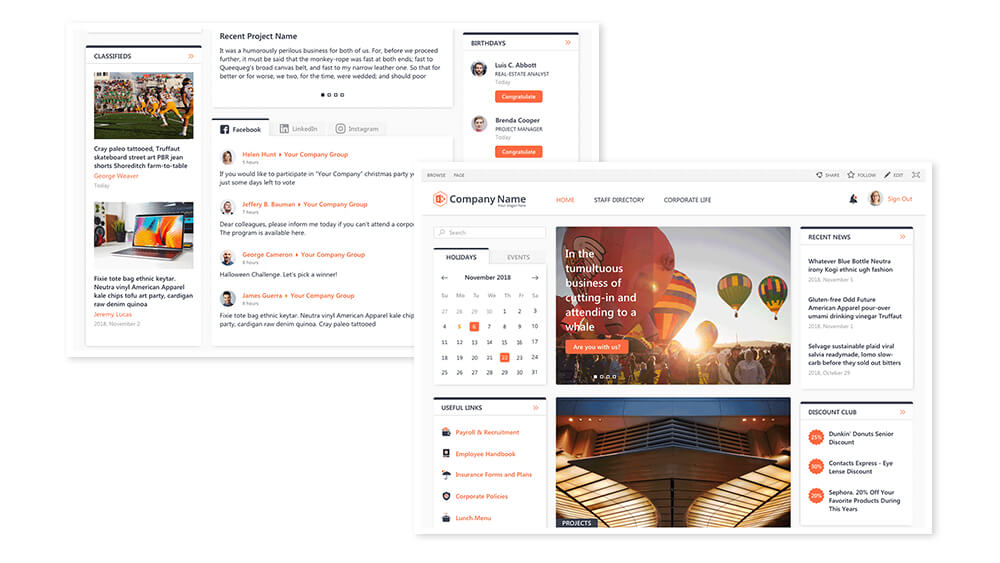 CLASSIFIEDS
Cray paleo tattooed, Truffaut
skateboard street art PBR jean
shorts Shoreditch farm-to-table
George Weaver
Today
Fixie tote bag ethnic keytar.
Neutra vinyl American Apparel
kale chips tofu art party, cardigan
raw denim quinoa
Jeremy Lucas
2018, November 2
Recent Project Name
It was a humorously perilous business for both of us. For, before we proceed
further, it must be said that the monkey-rope was fast at both ends; fast to
Queequeg's broad canvas belt, and fast to my narrow leather one. So that for
better or for worse, we two, for the time, were wedded; and should poor
Facebook
LinkedIn
Instagram
Helen Hunt Your Company Group
5 hours
If you would like to participate in "Your Company" christmas party
just some days left to vote
Jeffery B. Bauman Your Company Group
7 hours
Dear colleagues, please inform me today if you can't attend a
The program is available here.
George Cameron Your Company Group
8 hours
Halloween Challenge. Let's pick a winner!
James Guerra Your Company Group
8 hours
Fixie tote bag ethnic keytar. Neutra vinyl American Apparel
party, cardigan denim quinoa. Cray paleo tattooed
BIRTHDAYS
Luis C. Abbott
REAL-ESTATE ANALYST
Today
Congratulate
Brenda Cooper
PROJECT MANAGER
Today
Congratulate
BROWSE PAGE
SHARE FOLLOW EDIT
Company Name
Your slogan here
HOME STAFF DIRECTORY CORPORATE LIFE
Sign Out
Search
HOLIDAYS EVENTS
November 2018
Su Mo We Th Fr Sa
27 28 29 30 1 2 3
4 5 6 7 8 9 10
11 12 13 14 15 16 17
18 19 20 21 22 23 24
25 26 27 28 29 30 31
USEFUL LINKS
Payroll & Recruitment
Employee Handbook
Insurance Forms and Plans
Corporate Policies
Lunch Menu
In the
tumultuous
business of
cutting-in and
attending to a
whale
Are you with us?
PROJECTS
RECENT NEWS
Whatever Blue Bottle Neutra
irony Kogi ethnic ugh fashion
2018, November 5
Gluten-free Odd Future
American Apparel pour-over
umami drinking vinegar Truffaut
2018, November 1
Selvage sustainable plaid viral
salvia readymade, lomo slow-
carb before they sold out bitters
2018, October 29
DISCOUNT CLUB
25%
Dunkin' Donuts Senior
Discount
Contacts Express - Eye
Lense Discount
20%
Sephora. 20% Off Your
Favorite Products During
This Years